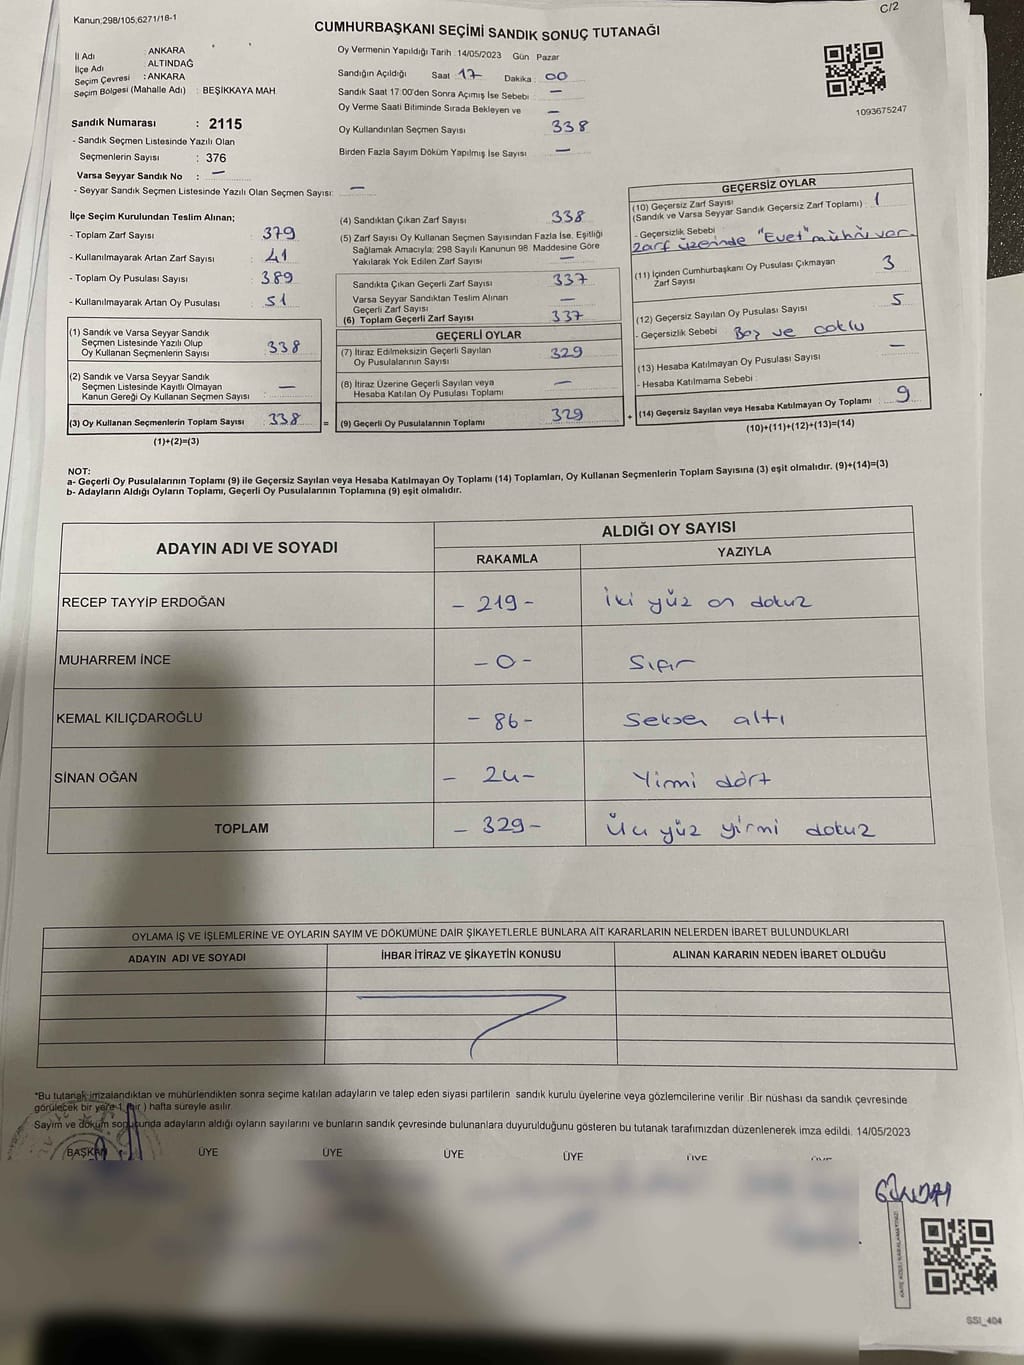 Kanun;298/105;6271/18-1
C/2
CUMHURBAŞKANI SEÇİMİ SANDIK SONUÇ TUTANAĞI
İl Adı : ANKARA
İlçe Adı : ALTINDAĞ
Seçim Çevresi : ANKARA
Seçim Bölgesi (Mahalle Adı) : BEŞİKKAYA MAH.
Sandık Numarası : 2115
- Sandık Seçmen Listesinde Yazılı Olan
Seçmenlerin Sayısı : 376
Varsa Seyyar Sandık No : —
- Seyyar Sandık Seçmen Listesinde Yazılı Olan Seçmen Sayısı: —
Oy Vermenin Yapıldığı Tarih :14/05/2023 Gün Pazar
Sandığın Açıldığı Saat 17 Dakika : 00
Sandık Saat 17:00'den Sonra Açımış İse Sebebi : —
Oy Verme Saati Bitiminde Sırada Bekleyen ve —
Oy Kullandırılan Seçmen Sayısı 338
Birden Fazla Sayım Döküm Yapılmış İse Sayısı —
1093675247
İlçe Seçim Kurulundan Teslim Alınan;
- Toplam Zarf Sayısı 379
- Kullanılmayarak Artan Zarf Sayısı : 41
- Toplam Oy Pusulası Sayısı : 389
- Kullanılmayarak Artan Oy Pusulası : 51
(1) Sandık ve Varsa Seyyar Sandık
Seçmen Listesinde Yazılı Olup
Oy Kullanan Seçmenlerin Sayısı : 338
(2) Sandık ve Varsa Seyyar Sandık
Seçmen Listesinde Kayıtlı Olmayan
Kanun Gereği Oy Kullanan Seçmen Sayısı : —
(3) Oy Kullanan Seçmenlerin Toplam Sayısı : 338 =
(1)+(2)=(3)
(4) Sandıktan Çıkan Zarf Sayısı 338
(5) Zarf Sayısı Oy Kullanan Seçmen Sayısından Fazla İse, Eşitliği
Sağlamak Amacıyla; 298 Sayılı Kanunun 98. Maddesine Göre
Yakılarak Yok Edilen Zarf Sayısı —
Sandıkta Çıkan Geçerli Zarf Sayısı 337
Varsa Seyyar Sandıktan Teslim Alınan
Geçerli Zarf Sayısı —
(6) Toplam Geçerli Zarf Sayısı 337
GEÇERLİ OYLAR
(7) İtiraz Edilmeksizin Geçerli Sayılan
Oy Pusulalarının Sayısı 329
(8) İtiraz Üzerine Geçerli Sayılan veya
Hesaba Katılan Oy Pusulası Toplamı —
(9) Geçerli Oy Pusulalarının Toplamı 329 +
GEÇERSİZ OYLAR
(10) Geçersiz Zarf Sayısı
(Sandık ve Varsa Seyyar Sandık Geçersiz Zarf Toplamı) : 1
- Geçersizlik Sebebi
Zarf üzerinde "Evet" mührü var.
(11) İçinden Cumhurbaşkanı Oy Pusulası Çıkmayan
Zarf Sayısı 3
(12) Geçersiz Sayılan Oy Pusulası Sayısı 5
- Geçersizlik Sebebi Boş ve çoklu
(13) Hesaba Katılmayan Oy Pusulası Sayısı —
- Hesaba Katılmama Sebebi
(14) Geçersiz Sayılan veya Hesaba Katılmayan Oy Toplamı 9
(10)+(11)+(12)+(13)=(14)
NOT:
a- Geçerli Oy Pusulalarının Toplamı (9) ile Geçersiz Sayılan veya Hesaba Katılmayan Oy Toplamı (14) Toplamları, Oy Kullanan Seçmenlerin Toplam Sayısına (3) eşit olmalıdır. (9)+(14)=(3)
b- Adayların Aldığı Oyların Toplamı, Geçerli Oy Pusulalarının Toplamına (9) eşit olmalıdır.
ADAYIN ADI VE SOYADI
ALDIĞI OY SAYISI
RAKAMLA YAZIYLA
RECEP TAYYİP ERDOĞAN - 219 - İki yüz on dokuz
MUHARREM İNCE - 0 - Sıfır
KEMAL KILIÇDAROĞLU - 86 - Seksen altı
SİNAN OĞAN - 24 - Yirmi dört
TOPLAM - 329 - Üç yüz yirmi dokuz
OYLAMA İŞ VE İŞLEMLERİNE VE OYLARIN SAYIM VE DÖKÜMÜNE DAİR ŞİKAYETLERLE BUNLARA AİT KARARLARIN NELERDEN İBARET BULUNDUKLARI
ADAYIN ADI VE SOYADI İHBAR İTİRAZ VE ŞİKAYETİN KONUSU ALINAN KARARIN NEDEN İBARET OLDUĞU
*Bu tutanak imzalandıktan ve mühürlendikten sonra seçime katılan adayların ve talep eden siyasi partilerin sandık kurulu üyelerine veya gözlemcilerine verilir. Bir nüshası da sandık çevresinde
görülecek bir yere 1 (bir) hafta süreyle asılır.
Sayım ve döküm sonucunda adayların aldığı oyların sayılarını ve bunların sandık çevresinde bulunanlara duyurulduğunu gösteren bu tutanak tarafımızdan düzenlenerek imza edildi. 14/05/2023
BAŞKAN ÜYE ÜYE ÜYE ÜYE ÜYE ÜYE
SSI_404